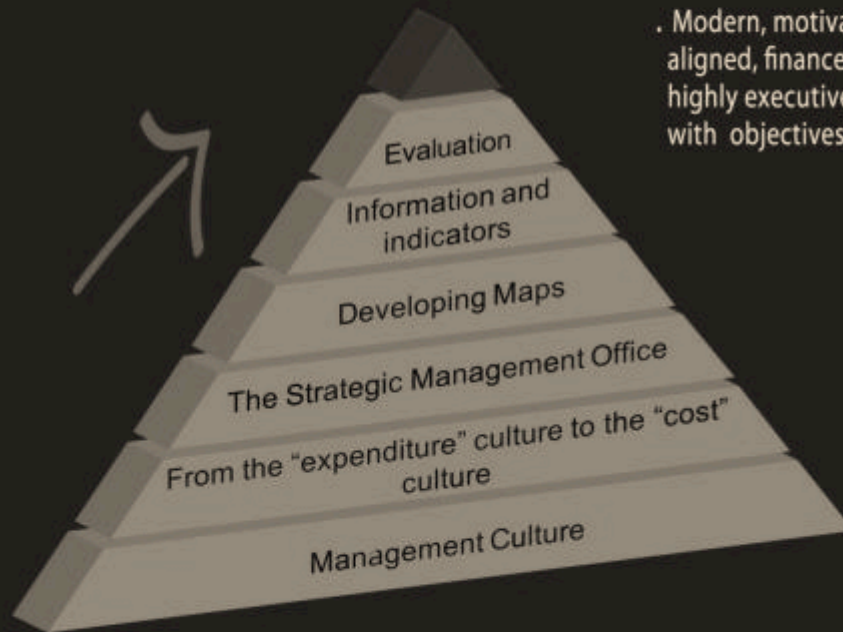 . Modern, motiva
aligned, finance
highly executive
with objectives
Evaluation
Information and
indicators
Developing Maps
The Strategic Management Office
From the “expenditure” culture to the “cost”
culture
Management Culture